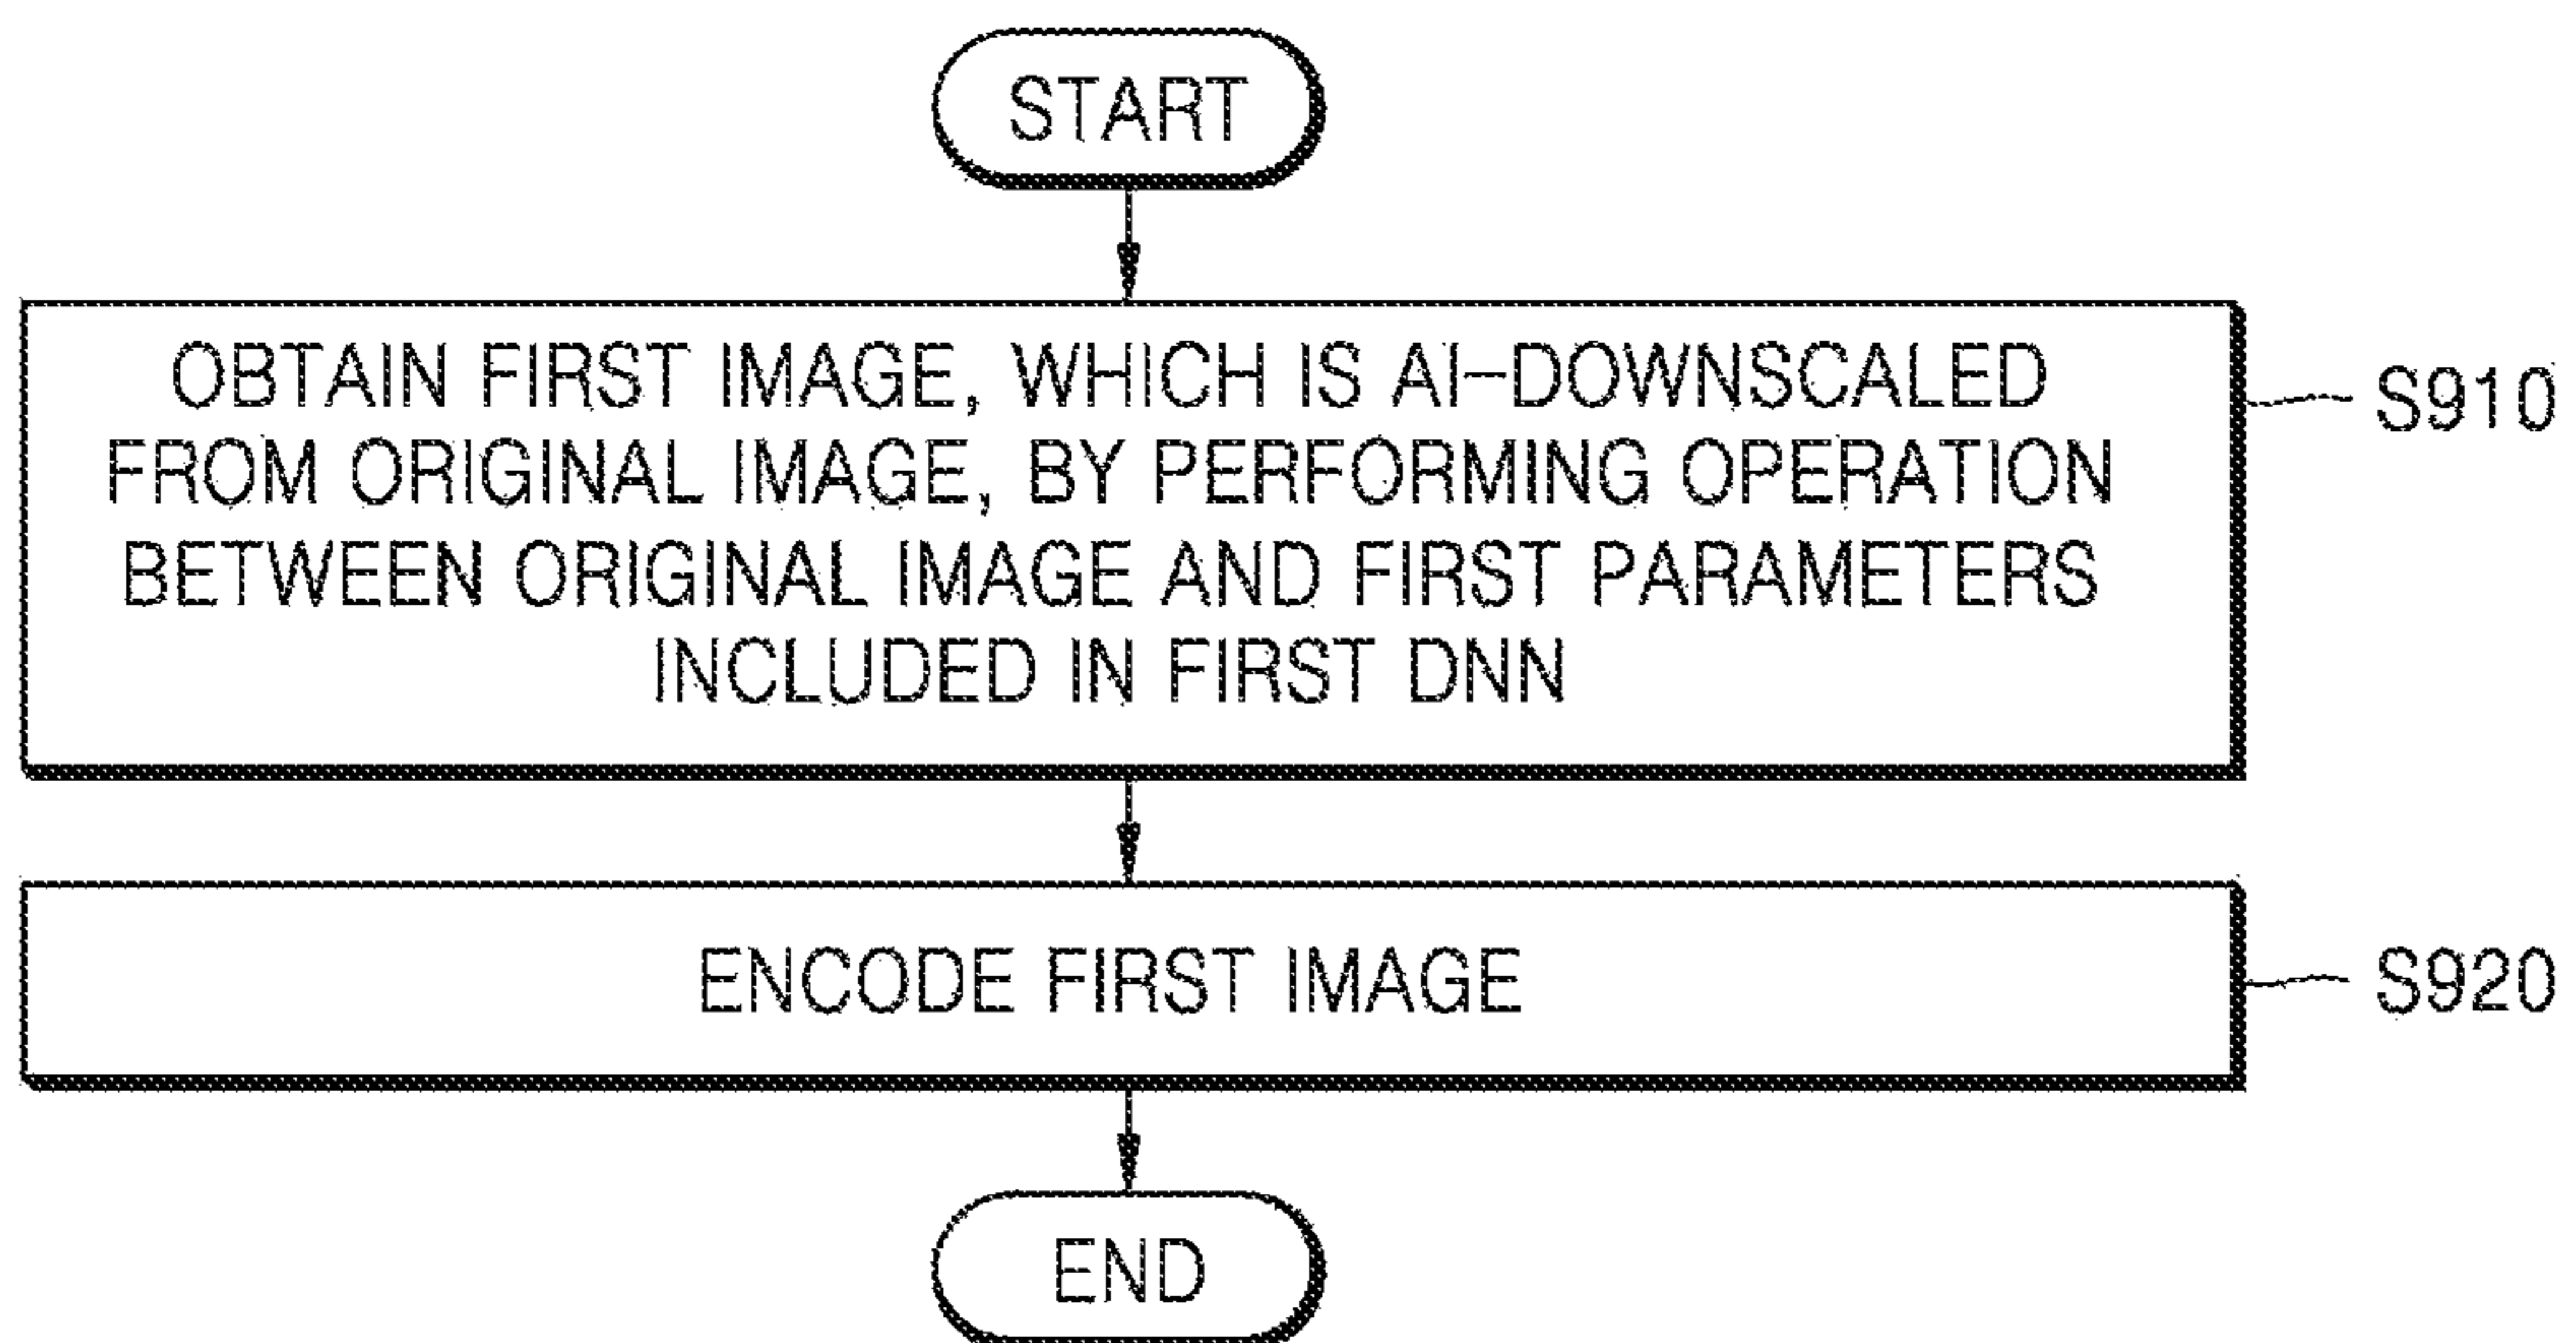 START
OBTAIN FIRST IMAGE, WHICH IS AI-DOWNSCALED
FROM ORIGINAL IMAGE, BY PERFORMING OPERATION
BETWEEN ORIGINAL IMAGE AND FIRST PARAMETERS
INCLUDED IN FIRST DNN
S910
ENCODE FIRST IMAGE
S920
END